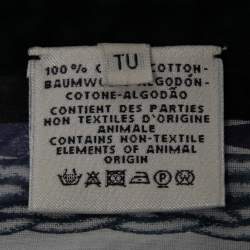 TU
100% COTTON-
BAUMWOLLE-ALGODÓN-
COTONE-ALGODÃO
CONTIENT DES PARTIES
NON TEXTILES D'ORIGINE
ANIMALE
CONTAINS NON-TEXTILE
ELEMENTS OF ANIMAL
ORIGIN